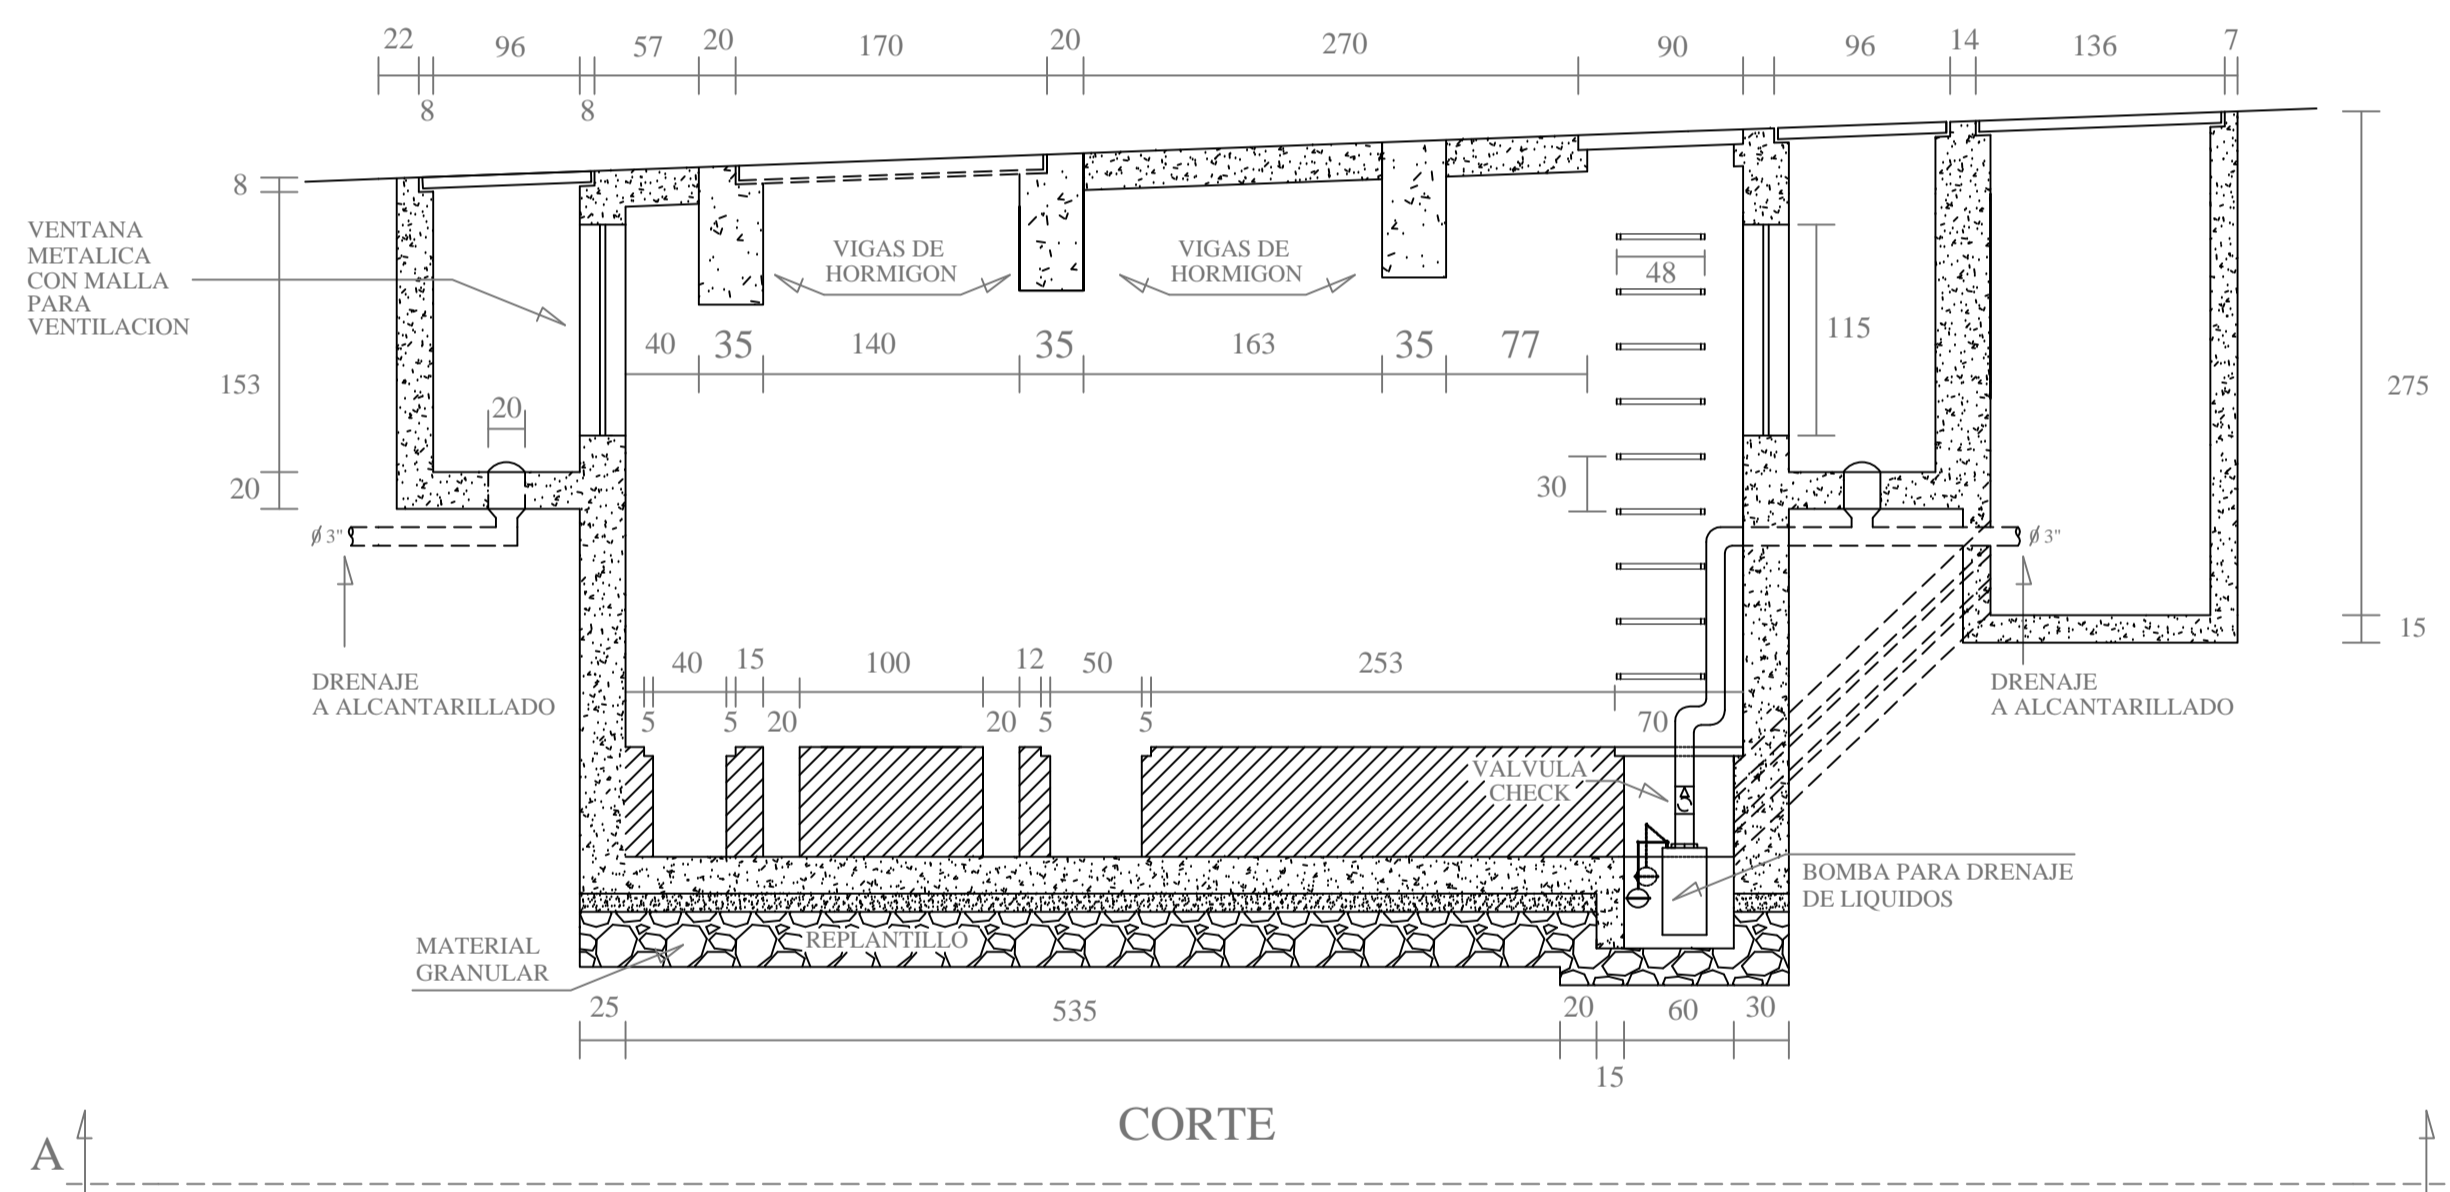 22 96 57 20 170 20 270 90 96 14 136 7
8 8
8
VENTANA
METALICA
CON MALLA
PARA
VENTILACION
VIGAS DE
HORMIGON
VIGAS DE
HORMIGON
48
115
40 35 140 35 163 35 77
153
275
20
20
30
ø 3"
ø 3"
15
DRENAJE
A ALCANTARILLADO
40 15 100 12 50 253
5 5 20 20 5 5 70
DRENAJE
A ALCANTARILLADO
VALVULA
CHECK
BOMBA PARA DRENAJE
DE LIQUIDOS
MATERIAL
GRANULAR
REPLANTILLO
25 535 20 60 30
15
CORTE
A